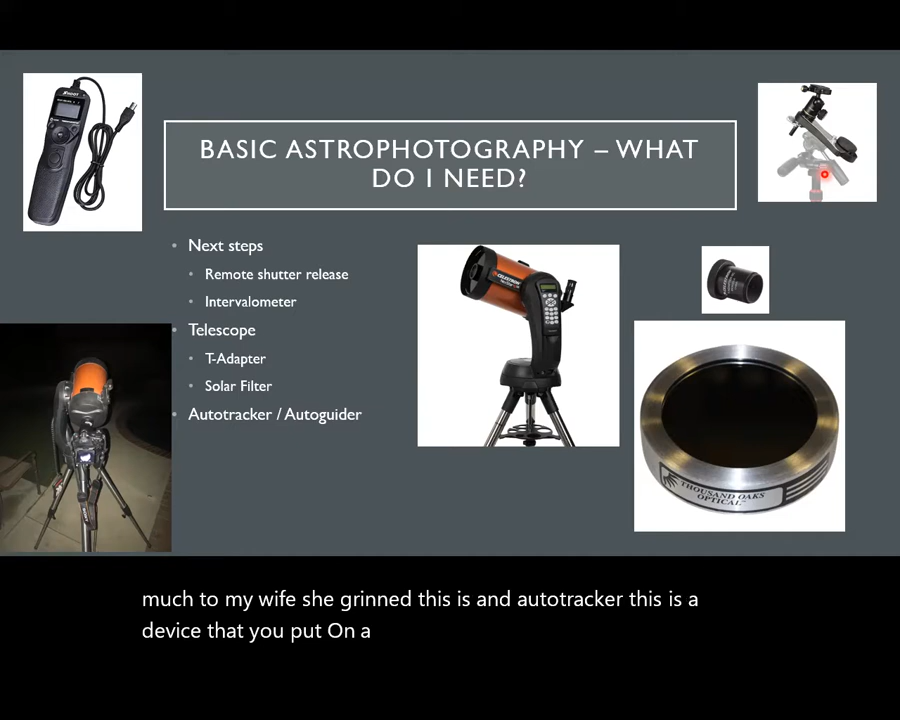 BASIC ASTROPHOTOGRAPHY – WHAT
DO I NEED?
• Next steps
• Remote shutter release
• Intervalometer
• Telescope
• T-Adapter
• Solar Filter
• Autotracker / Autoguider
CELESTRON
THOUSAND OAKS
OPTICAL
much to my wife she grinned this is and autotracker this is a
device that you put On a